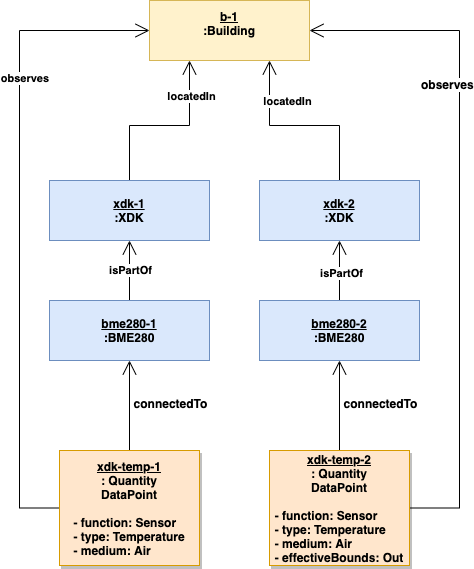 b-1
:Building
observes
locatedIn
locatedIn
observes
xdk-1
:XDK
xdk-2
:XDK
isPartOf
isPartOf
bme280-1
:BME280
bme280-2
:BME280
connectedTo
connectedTo
xdk-temp-1
: Quantity
DataPoint
- function: Sensor
- type: Temperature
- medium: Air
xdk-temp-2
: Quantity
DataPoint
- function: Sensor
- type: Temperature
- medium: Air
- effectiveBounds: Out